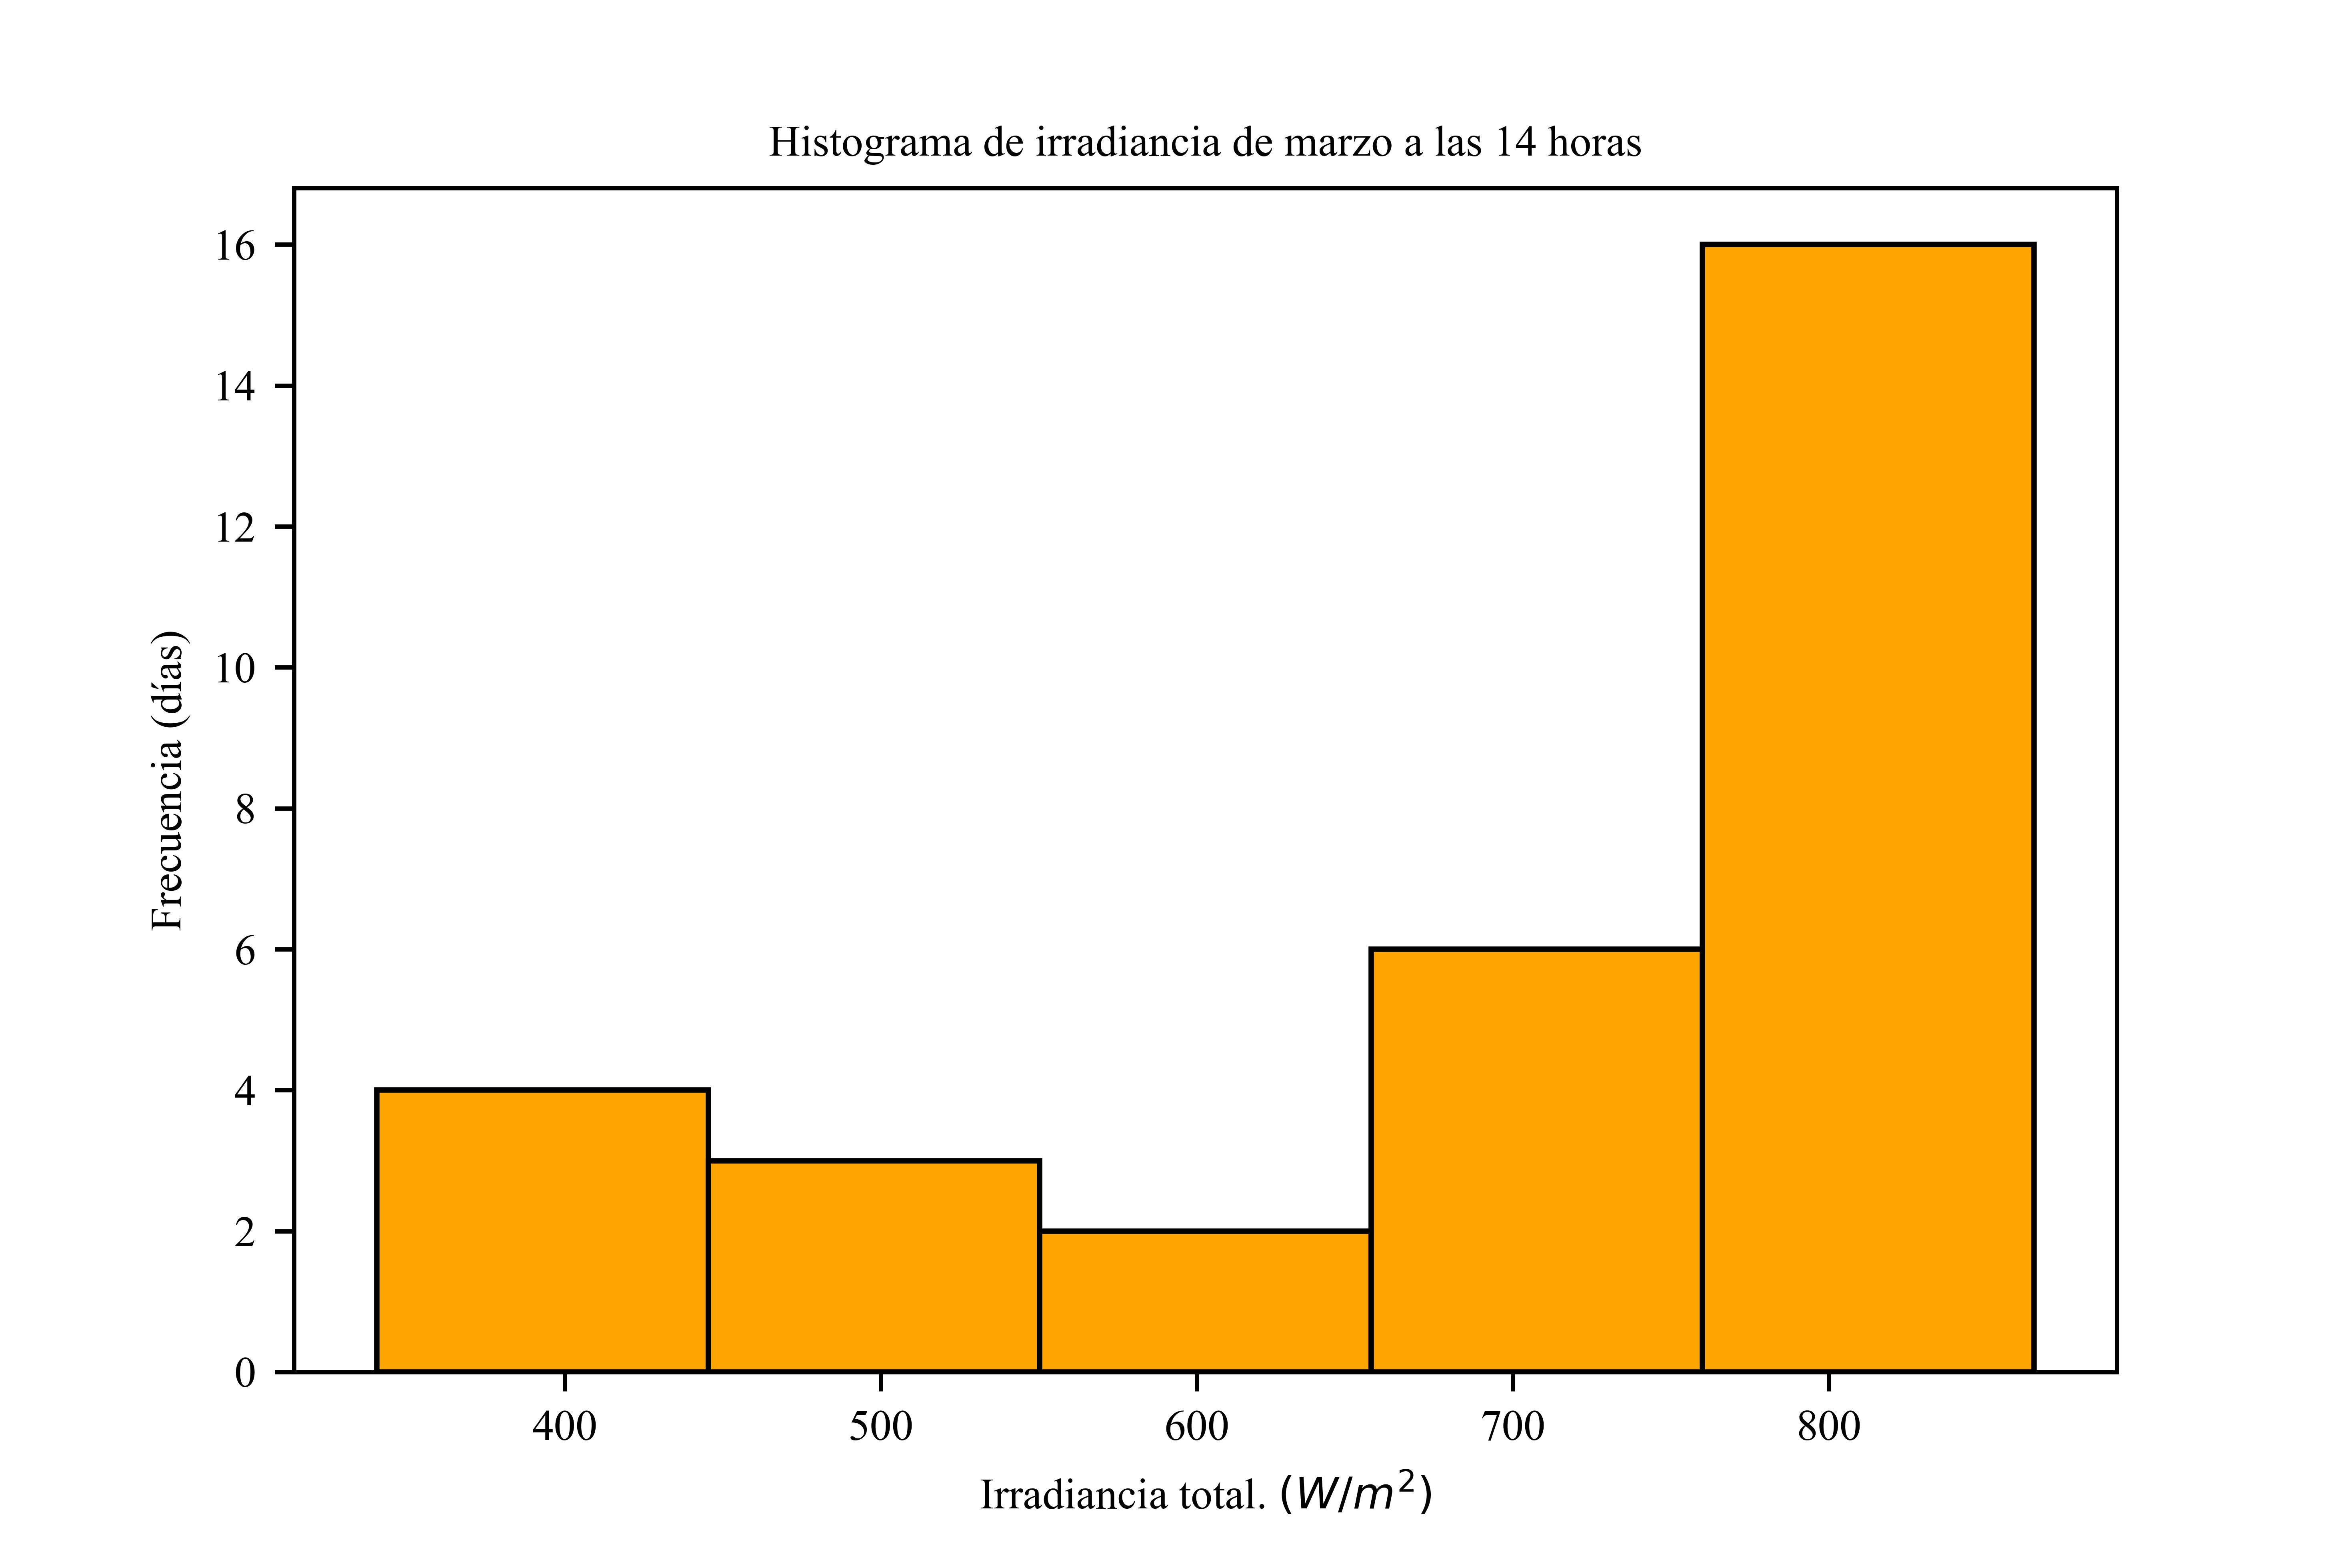 Histograma de irradiancia de marzo a las 14 horas
Frecuencia (días)
16
14
12
10
8
6
4
2
0
400 500 600 700 800
Irradiancia total. (W/m²)